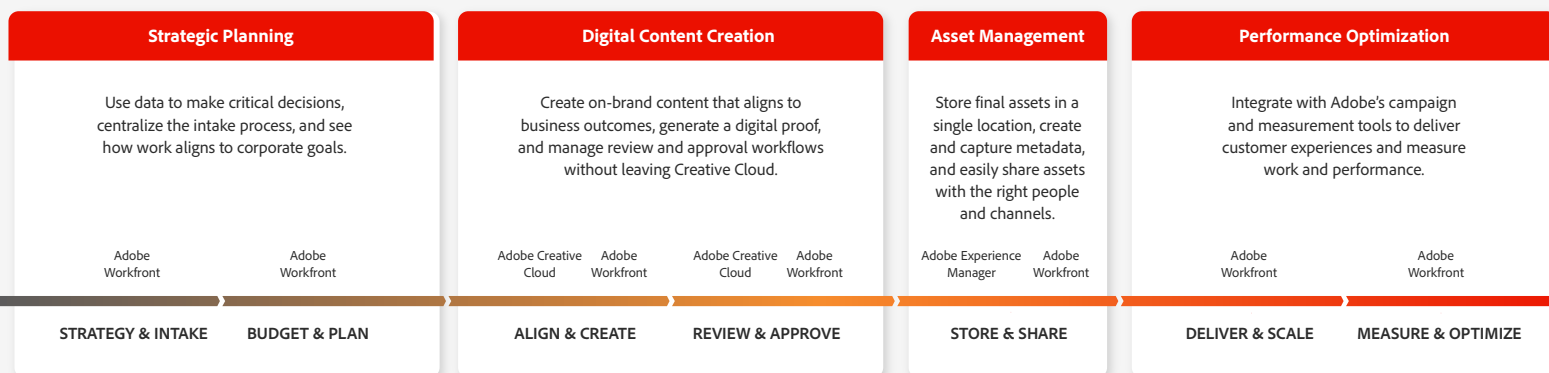 Strategic Planning
Use data to make critical decisions,
centralize the intake process, and see
how work aligns to corporate goals.
Adobe
Workfront
Adobe
Workfront
STRATEGY & INTAKE
BUDGET & PLAN
Digital Content Creation
Create on-brand content that aligns to
business outcomes, generate a digital proof,
and manage review and approval workflows
without leaving Creative Cloud.
Adobe Creative
Cloud
Adobe
Workfront
Adobe Creative
Cloud
Adobe
Workfront
ALIGN & CREATE
REVIEW & APPROVE
Asset Management
Store final assets in a
single location, create
and capture metadata,
and easily share assets
with the right people
and channels.
Adobe Experience
Manager
Adobe
Workfront
STORE & SHARE
Performance Optimization
Integrate with Adobe’s campaign
and measurement tools to deliver
customer experiences and measure
work and performance.
Adobe
Workfront
Adobe
Workfront
DELIVER & SCALE
MEASURE & OPTIMIZE